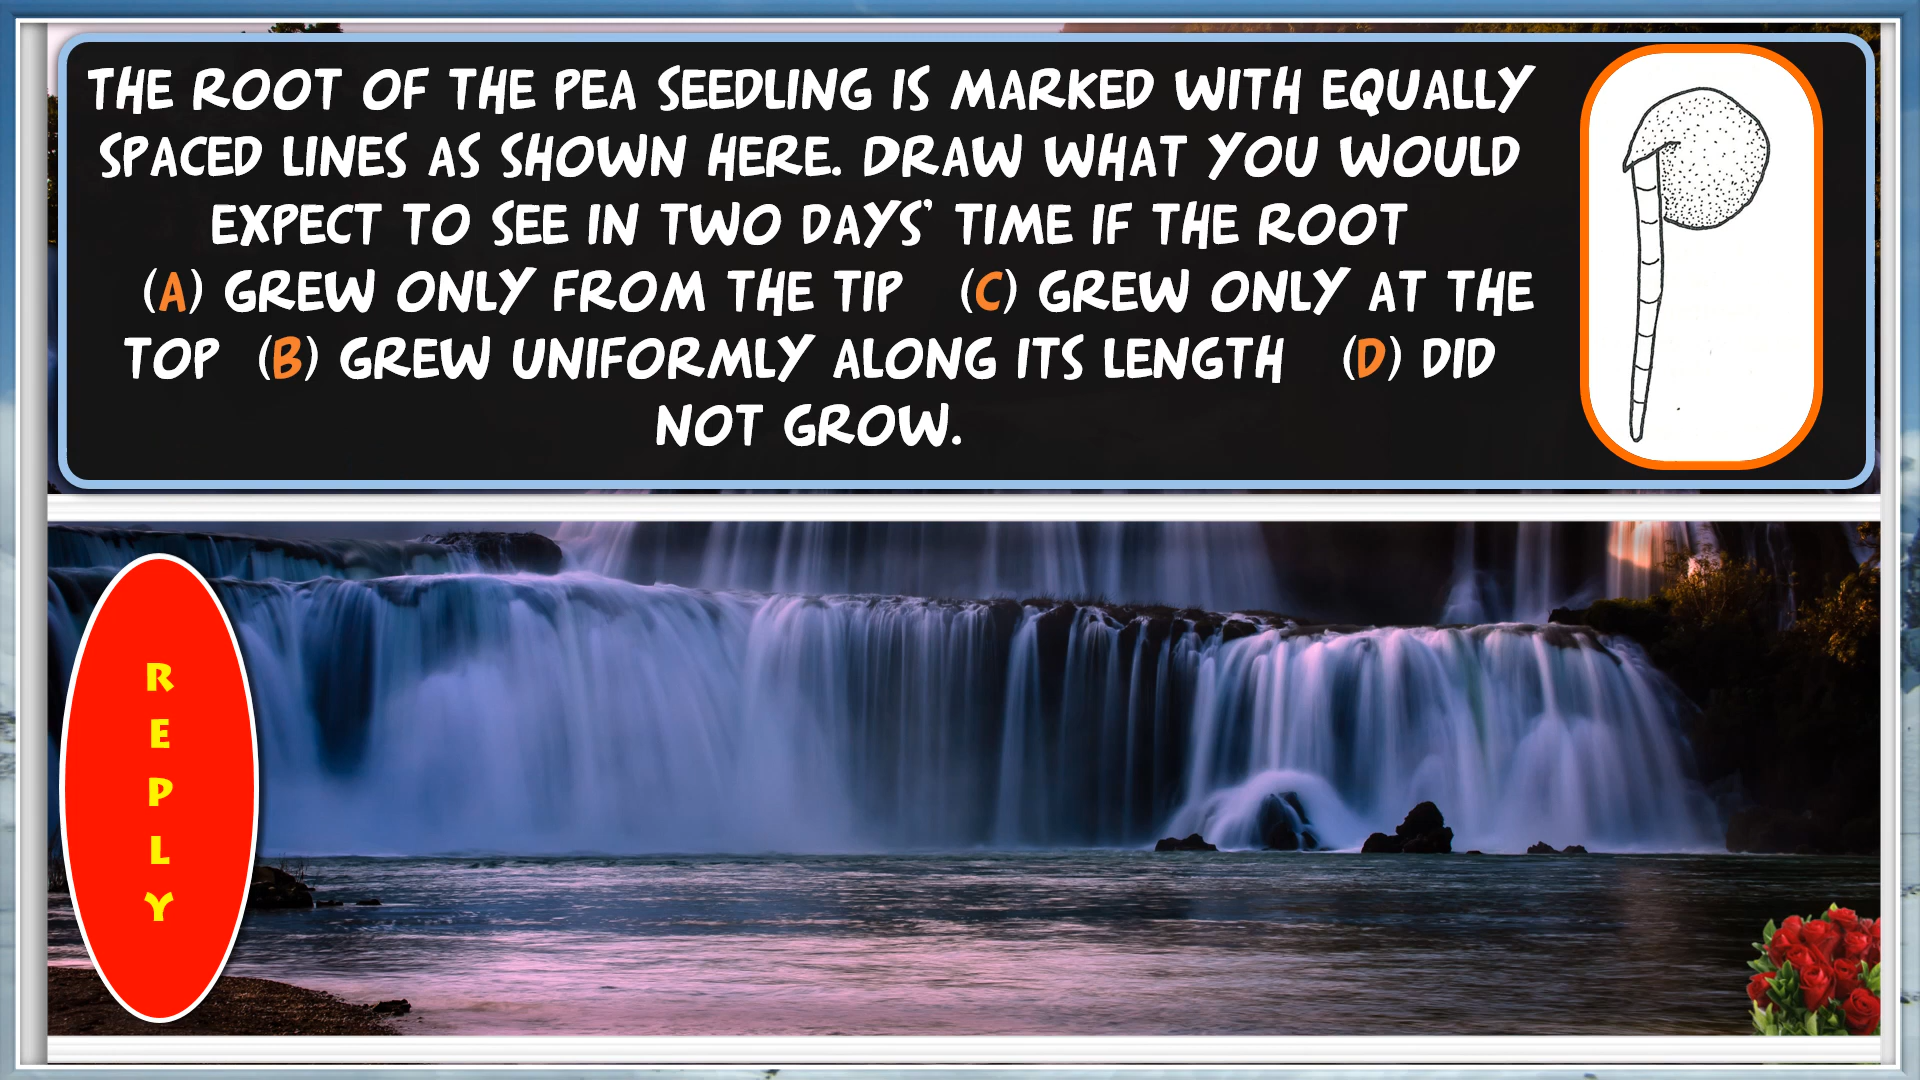 THE ROOT OF THE PEA SEEDLING IS MARKED WITH EQUALLY
SPACED LINES AS SHOWN HERE. DRAW WHAT YOU WOULD
EXPECT TO SEE IN TWO DAYS' TIME IF THE ROOT
(A) GREW ONLY FROM THE TIP (C) GREW ONLY AT THE
TOP (B) GREW UNIFORMLY ALONG ITS LENGTH (D) DID
NOT GROW.
R
E
P
L
Y